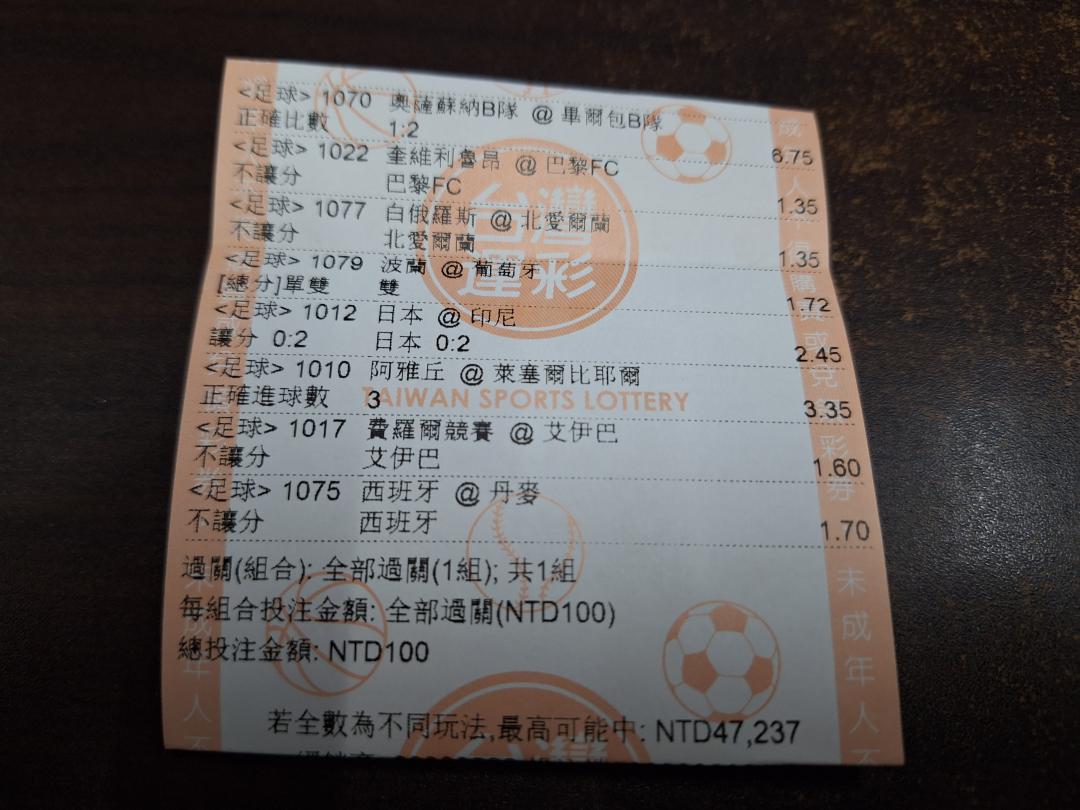 <足球> 1070 奧薩蘇納B隊 @ 畢爾包B隊
正確比數 1:2 6.75
<足球> 1022 奎維利魯昂 @ 巴黎FC
不讓分 巴黎FC 1.35
<足球> 1077 白俄羅斯 @ 北愛爾蘭
不讓分 北愛爾蘭 1.35
<足球> 1079 波蘭 @ 葡萄牙
[總分]單雙 雙 1.72
<足球> 1012 日本 @ 印尼
讓分 0:2 日本 0:2 2.45
<足球> 1010 阿雅丘 @ 萊塞爾比耶爾
正確進球數 3 3.35
<足球> 1017 費羅爾競賽 @ 艾伊巴
不讓分 艾伊巴 1.60
<足球> 1075 西班牙 @ 丹麥
不讓分 西班牙 1.70
過關(組合): 全部過關(1組); 共1組
每組合投注金額: 全部過關(NTD100)
總投注金額: NTD100
若全數為不同玩法,最高可能中: NTD47,237
台灣
運彩
TAIWAN SPORTS LOTTERY
未成年人不
台灣